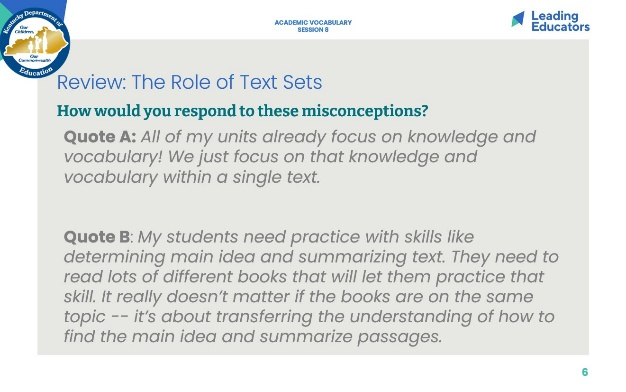 Kentucky Department of
Our
Children,
Our
Commonwealth
Education
ACADEMIC VOCABULARY
SESSION 8
Leading
Educators
Review: The Role of Text Sets
How would you respond to these misconceptions?
Quote A: All of my units already focus on knowledge and
vocabulary! We just focus on that knowledge and
vocabulary within a single text.
Quote B: My students need practice with skills like
determining main idea and summarizing text. They need to
read lots of different books that will let them practice that
skill. It really doesn’t matter if the books are on the same
topic -- it’s about transferring the understanding of how to
find the main idea and summarize passages.
6